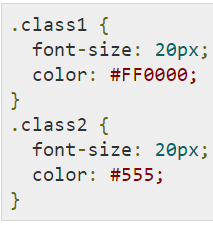 .class1 {
  font-size: 20px;
  color: #FF0000;
}
.class2 {
  font-size: 20px;
  color: #555;
}